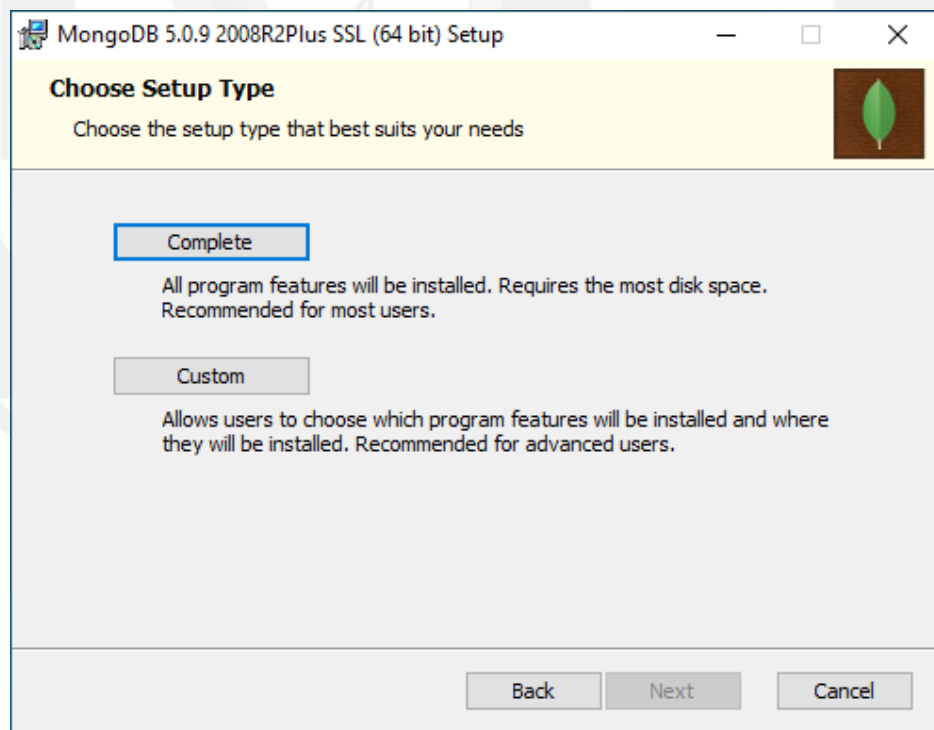 MongoDB 5.0.9 2008R2Plus SSL (64 bit) Setup
Choose Setup Type
Choose the setup type that best suits your needs
Complete
All program features will be installed. Requires the most disk space.
Recommended for most users.
Custom
Allows users to choose which program features will be installed and where
they will be installed. Recommended for advanced users.
Back
Next
Cancel